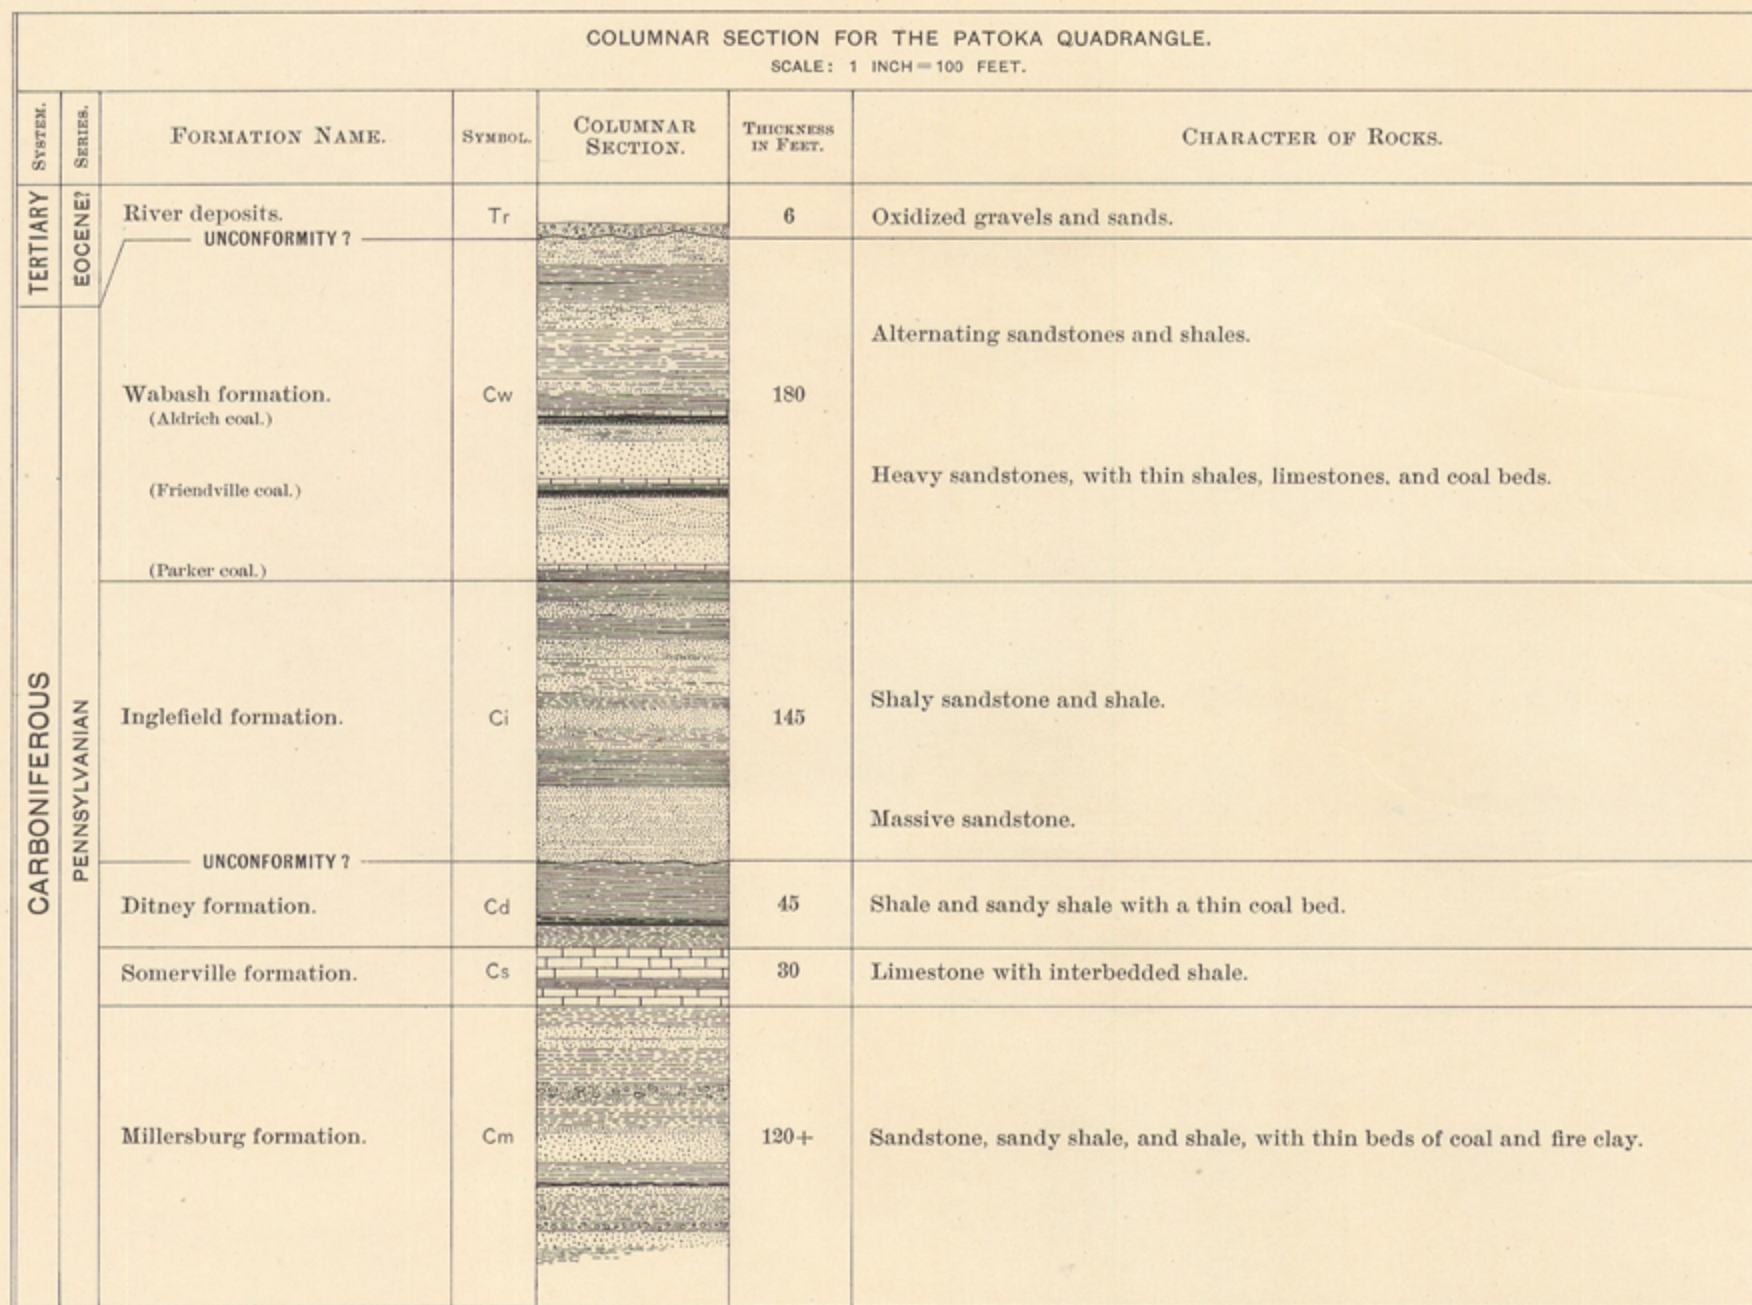 COLUMNAR SECTION FOR THE PATOKA QUADRANGLE.
SCALE: 1 INCH=100 FEET.
SYSTEM.
SERIES.
FORMATION NAME.
SYMBOL.
COLUMNAR
SECTION.
THICKNESS
IN FEET.
CHARACTER OF ROCKS.
TERTIARY
EOCENE?
River deposits.
Tr
6
Oxidized gravels and sands.
UNCONFORMITY ?
CARBONIFEROUS
PENNSYLVANIAN
Alternating sandstones and shales.
Wabash formation.
Cw
180
(Aldrich coal.)
Heavy sandstones, with thin shales, limestones, and coal beds.
(Friendville coal.)
(Parker coal.)
Shaly sandstone and shale.
Inglefield formation.
Ci
145
Massive sandstone.
UNCONFORMITY ?
Ditney formation.
Cd
45
Shale and sandy shale with a thin coal bed.
Somerville formation.
Cs
30
Limestone with interbedded shale.
Millersburg formation.
Cm
120+
Sandstone, sandy shale, and shale, with thin beds of coal and fire clay.